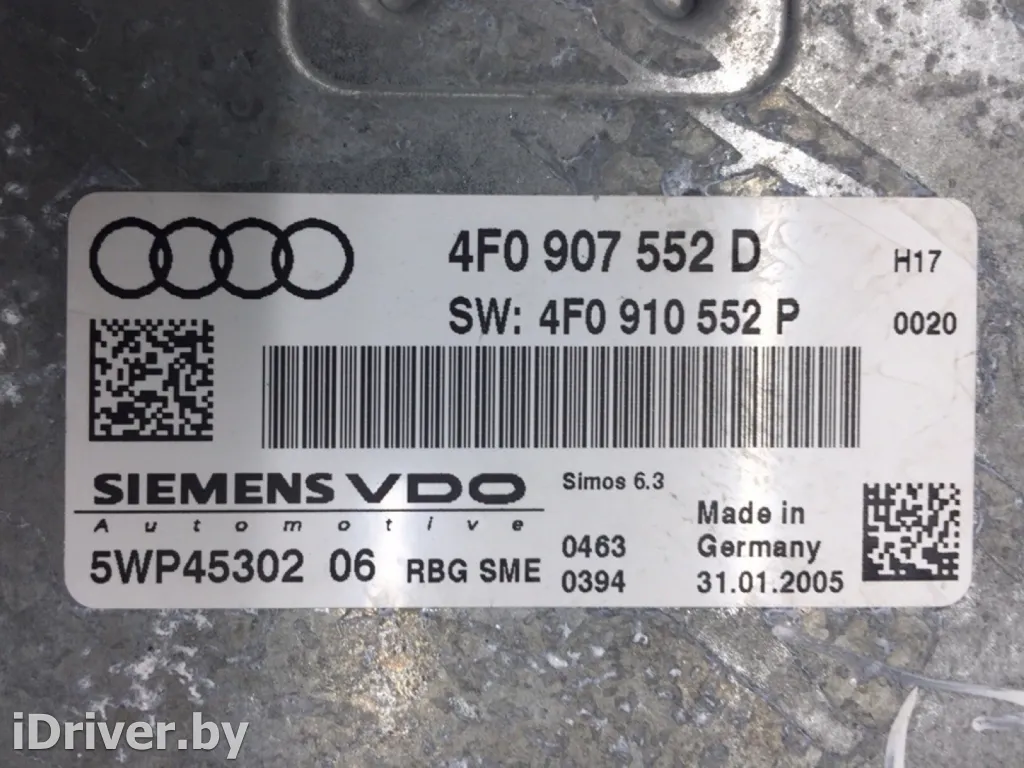 4F0 907 552 D H17
SW: 4F0 910 552 P 0020
SIEMENS VDO Simos 6.3
Automotive
Made in
5WP45302 06 RBG SME 0463 Germany
0394 31.01.2005
iDriver.by